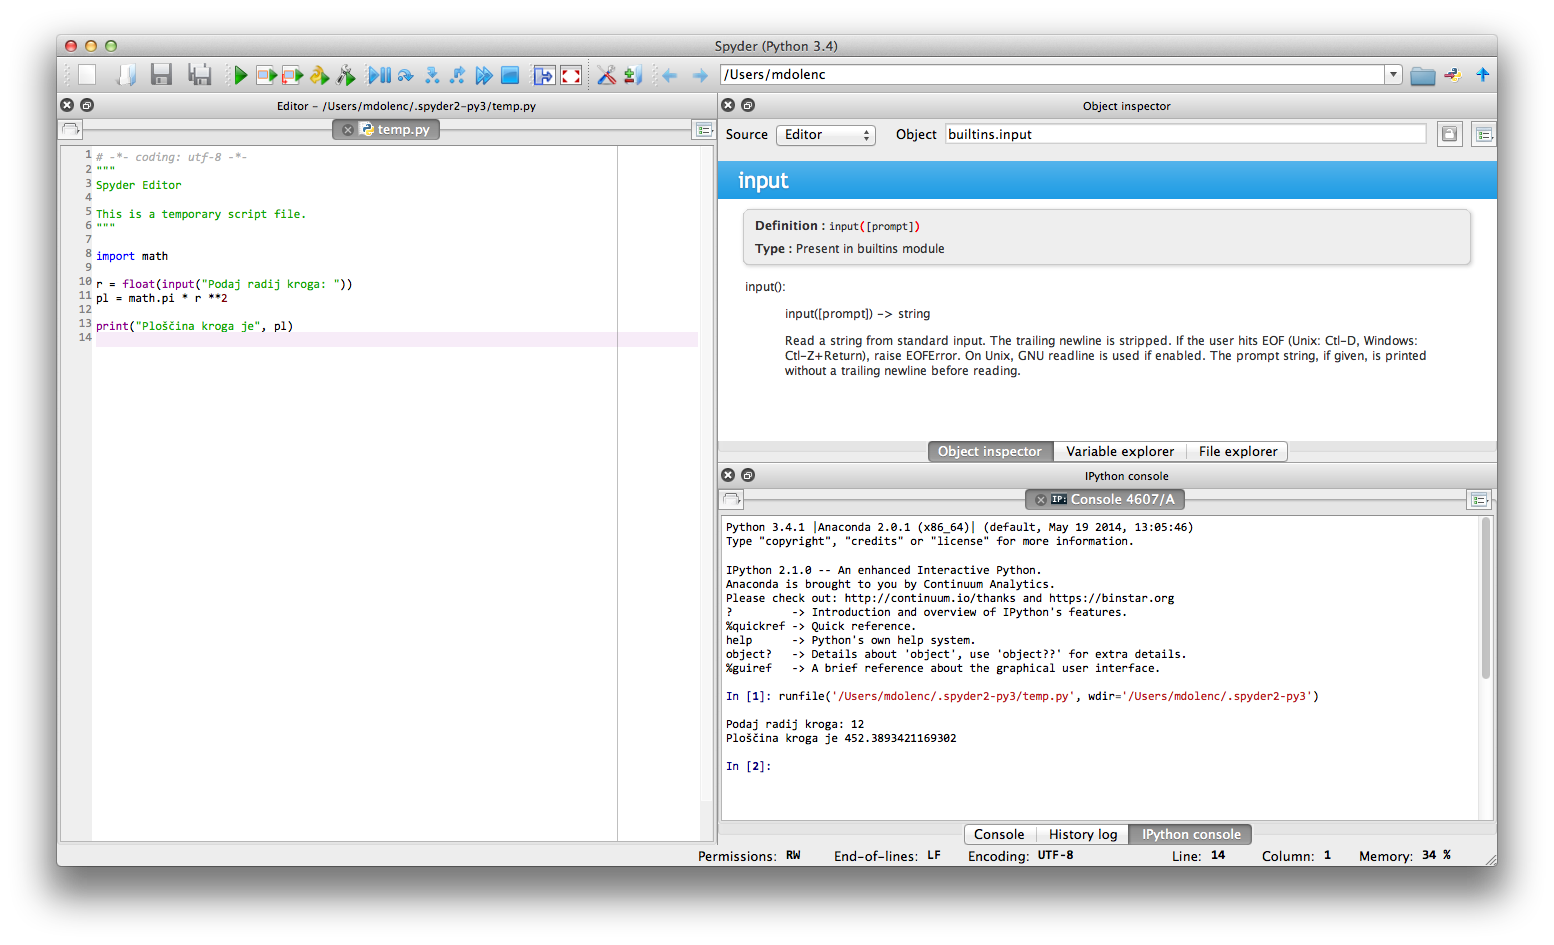 Spyder (Python 3.4)
/Users/mdolenc
Editor - /Users/mdolenc/.spyder2-py3/temp.py
temp.py
1 # -*- coding: utf-8 -*-
2 """
3 Spyder Editor
4
5 This is a temporary script file.
6 """
7
8 import math
9
10 r = float(input("Podaj radij kroga: "))
11 pl = math.pi * r **2
12
13 print("Ploščina kroga je", pl)
14
Object inspector
Source Editor Object builtins.input
input
Definition : input([prompt])
Type : Present in builtins module
input():
input([prompt]) -> string
Read a string from standard input. The trailing newline is stripped. If the user hits EOF (Unix: Ctl-D, Windows:
Ctl-Z+Return), raise EOFError. On Unix, GNU readline is used if enabled. The prompt string, if given, is printed
without a trailing newline before reading.
Object inspector Variable explorer File explorer
IPython console
IP: Console 4607/A
Python 3.4.1 |Anaconda 2.0.1 (x86_64)| (default, May 19 2014, 13:05:46)
Type "copyright", "credits" or "license" for more information.
IPython 2.1.0 -- An enhanced Interactive Python.
Anaconda is brought to you by Continuum Analytics.
Please check out: http://continuum.io/thanks and https://binstar.org
? -> Introduction and overview of IPython's features.
%quickref -> Quick reference.
help -> Python's own help system.
object? -> Details about 'object', use 'object??' for extra details.
%guiref -> A brief reference about the graphical user interface.
In [1]: runfile('/Users/mdolenc/.spyder2-py3/temp.py', wdir='/Users/mdolenc/.spyder2-py3')
Podaj radij kroga: 12
Ploščina kroga je 452.3893421169302
In [2]:
Console History log IPython console
Permissions: RW End-of-lines: LF Encoding: UTF-8 Line: 14 Column: 1 Memory: 34 %